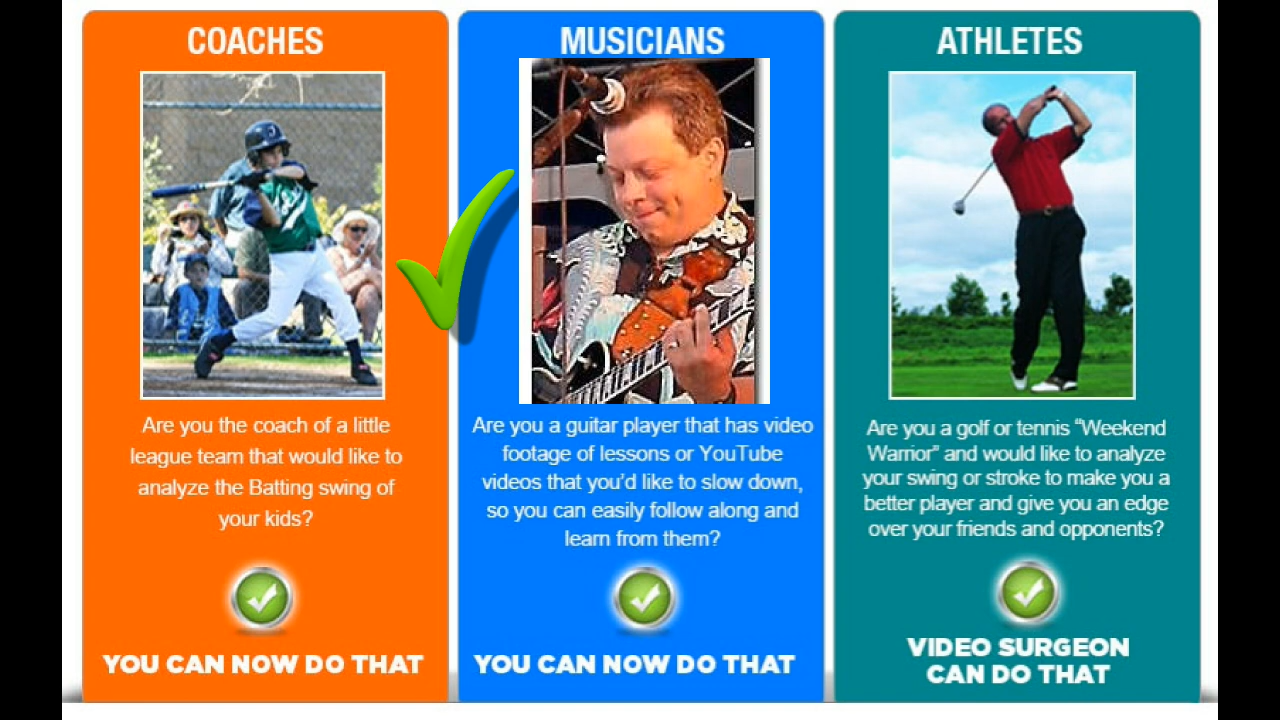 COACHES
Are you the coach of a little
league team that would like to
analyze the Batting swing of
your kids?
YOU CAN NOW DO THAT
MUSICIANS
Are you a guitar player that has video
footage of lessons or YouTube
videos that you'd like to slow down,
so you can easily follow along and
learn from them?
YOU CAN NOW DO THAT
ATHLETES
Are you a golf or tennis “Weekend
Warrior” and would like to analyze
your swing or stroke to make you a
better player and give you an edge
over your friends and opponents?
VIDEO SURGEON
CAN DO THAT